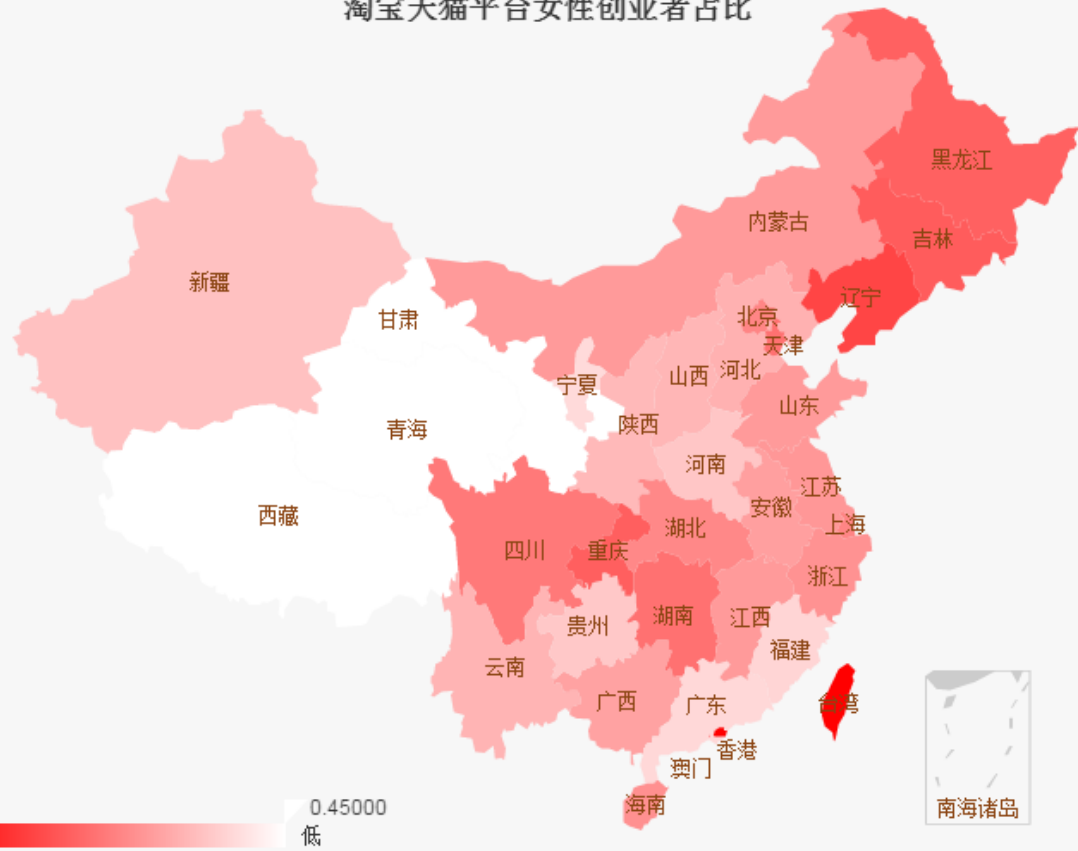 淘宝天猫平台女性创业者占比
黑龙江
内蒙古
吉林
新疆
辽宁
甘肃
北京
天津
宁夏
山西
河北
山东
青海
陕西
河南
江苏
西藏
安徽
上海
湖北
四川
重庆
浙江
湖南
江西
贵州
福建
云南
广西
广东
台湾
香港
澳门
海南
南海诸岛
0.45000
低